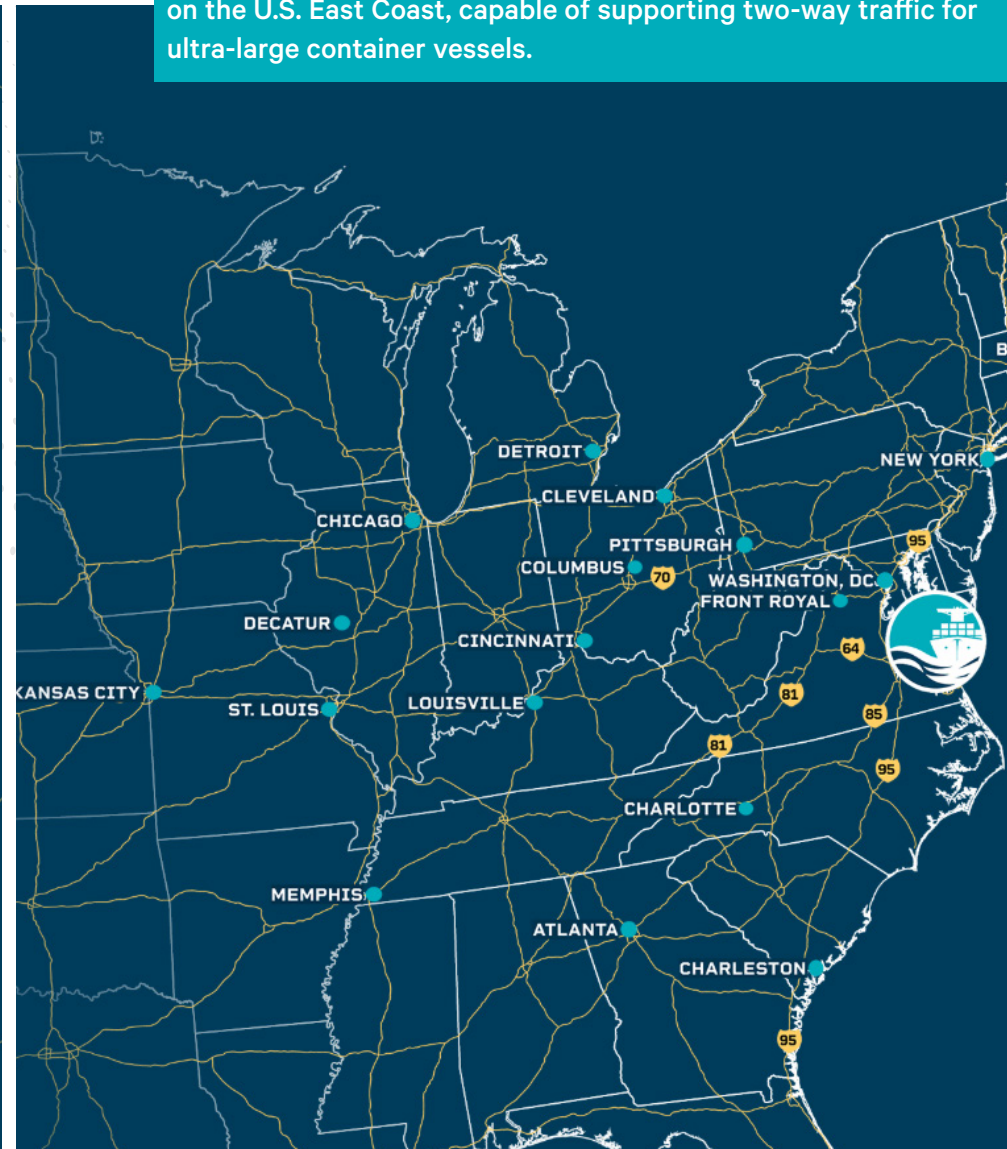 on the U.S. East Coast, capable of supporting two-way traffic for
ultra-large container vessels.
B
DETROIT
NEW YORK
CLEVELAND
CHICAGO
95
PITTSBURGH
COLUMBUS
70
WASHINGTON, DC
FRONT ROYAL
DECATUR
CINCINNATI
64
KANSAS CITY
81
LOUISVILLE
ST. LOUIS
85
81
95
CHARLOTTE
MEMPHIS
ATLANTA
CHARLESTON
95